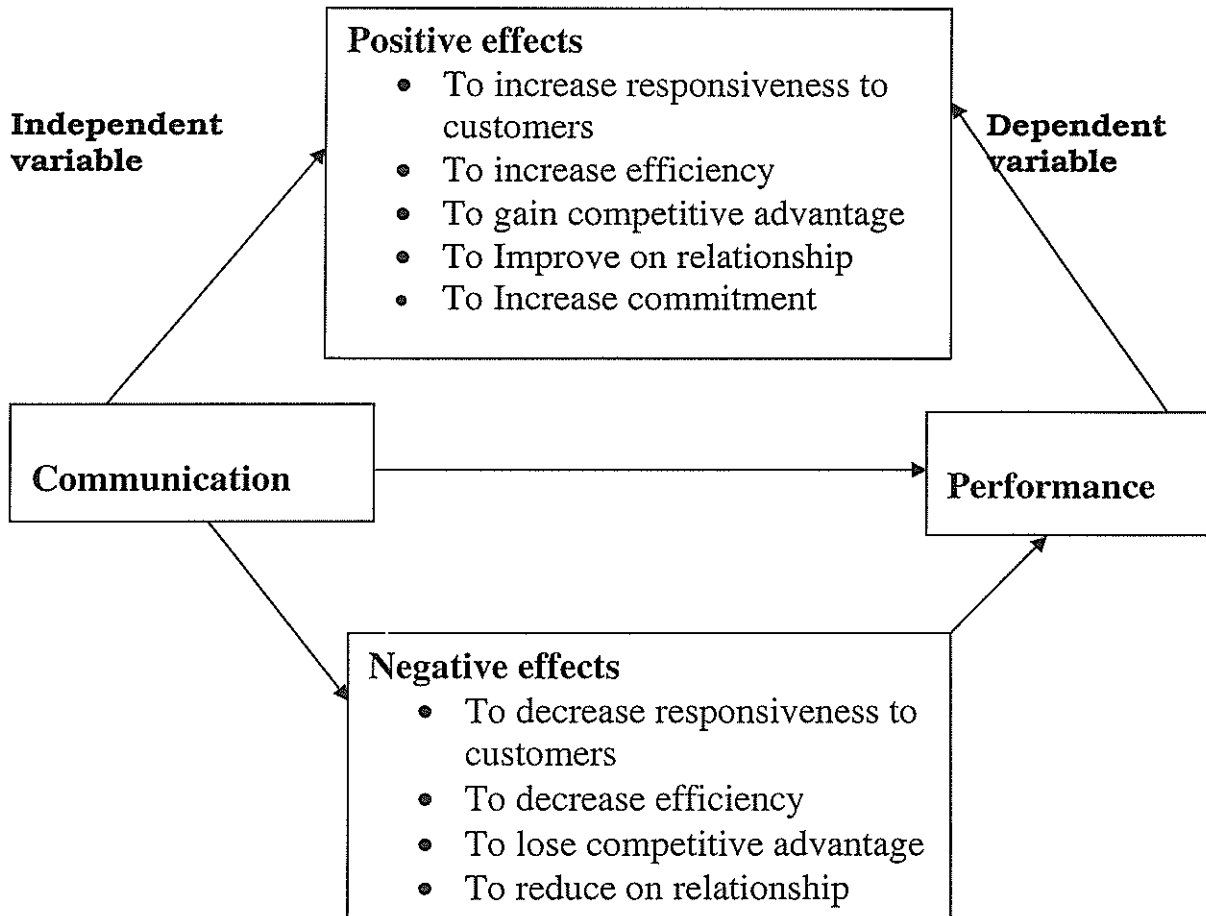 Positive effects
• To increase responsiveness to
customers
• To increase efficiency
• To gain competitive advantage
• To Improve on relationship
• To Increase commitment
Independent
variable
Dependent
variable
Communication
Performance
Negative effects
• To decrease responsiveness to
customers
• To decrease efficiency
• To lose competitive advantage
• To reduce on relationship